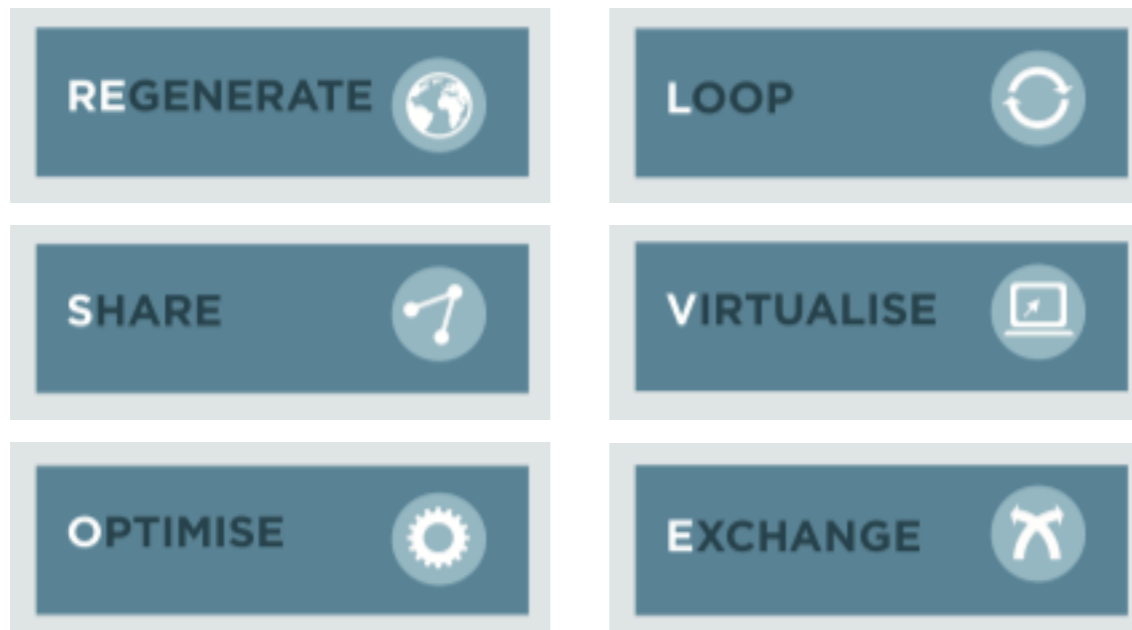 REGENERATE
SHARE
OPTIMISE
LOOP
VIRTUALISE
EXCHANGE